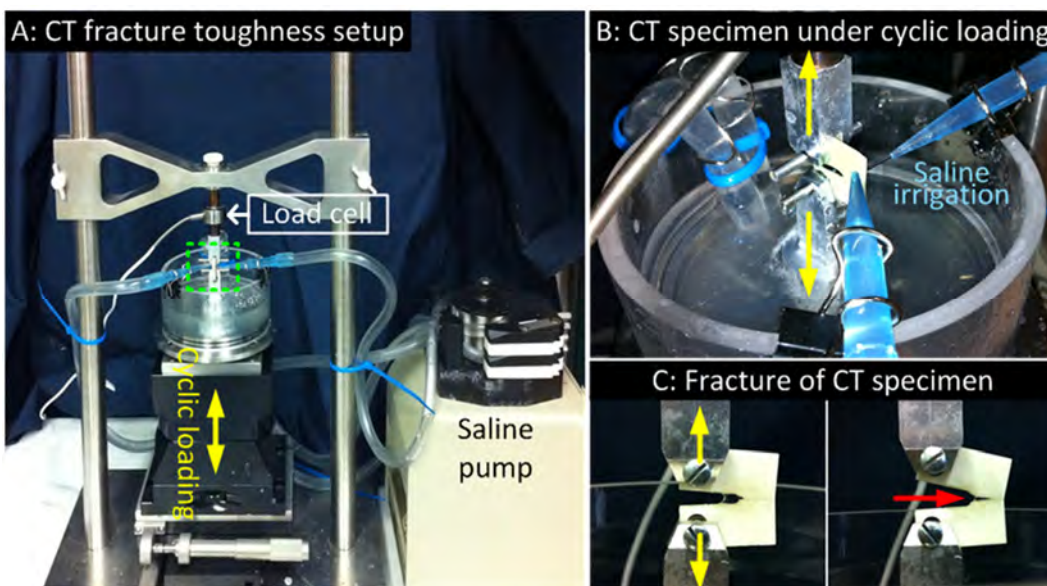 A: CT fracture toughness setup
Load cell
Cyclic loading
Saline
pump
B: CT specimen under cyclic loading
Saline
irrigation
C: Fracture of CT specimen